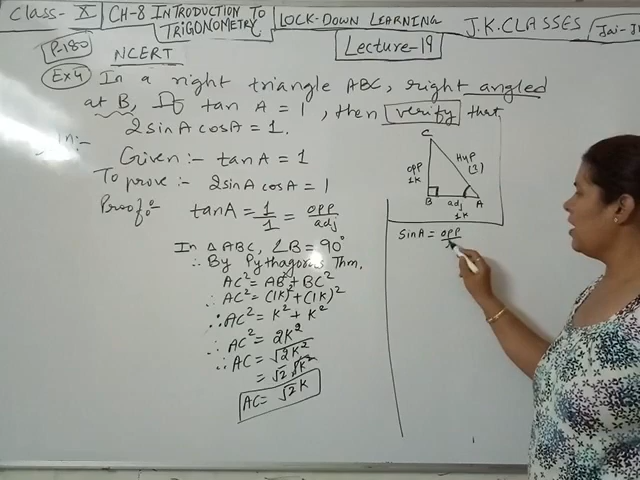 Class- X
CH-8 INTRODUCTION TO TRIGONOMETRY
LOCK-DOWN LEARNING
J.K.CLASSES
Jai-
P-180
NCERT
Lecture-19
Ex 4
In a right triangle ABC, right angled
at B, If tan A = 1, then verify that
2 sin A cos A = 1.
Given:- tan A = 1
To prove:- 2 sin A cos A = 1
Proof:
tan A = 1/1 = opp/adj
In △ ABC, ∠B = 90°
∴ By Pythagoras Thm.
AC² = AB² + BC²
∴ AC² = (1K)² + (1K)²
∴ AC² = K² + K²
∴ AC² = 2K²
∴ AC = √2K²
= √2 √K²
AC = √2 K
C
opp
1K
Hyp
(?)
B
adj
A
1K
sin A = opp